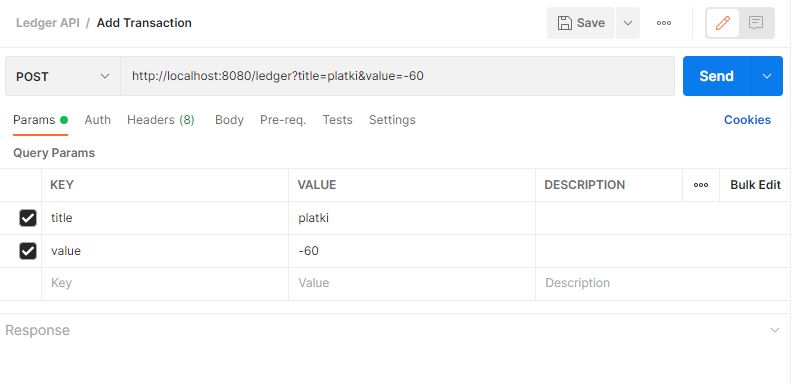 Ledger API / Add Transaction Save
POST http://localhost:8080/ledger?title=platki&value=-60 Send
Params Auth Headers (8) Body Pre-req. Tests Settings Cookies
Query Params
KEY VALUE DESCRIPTION Bulk Edit
title platki
value -60
Key Value Description
Response